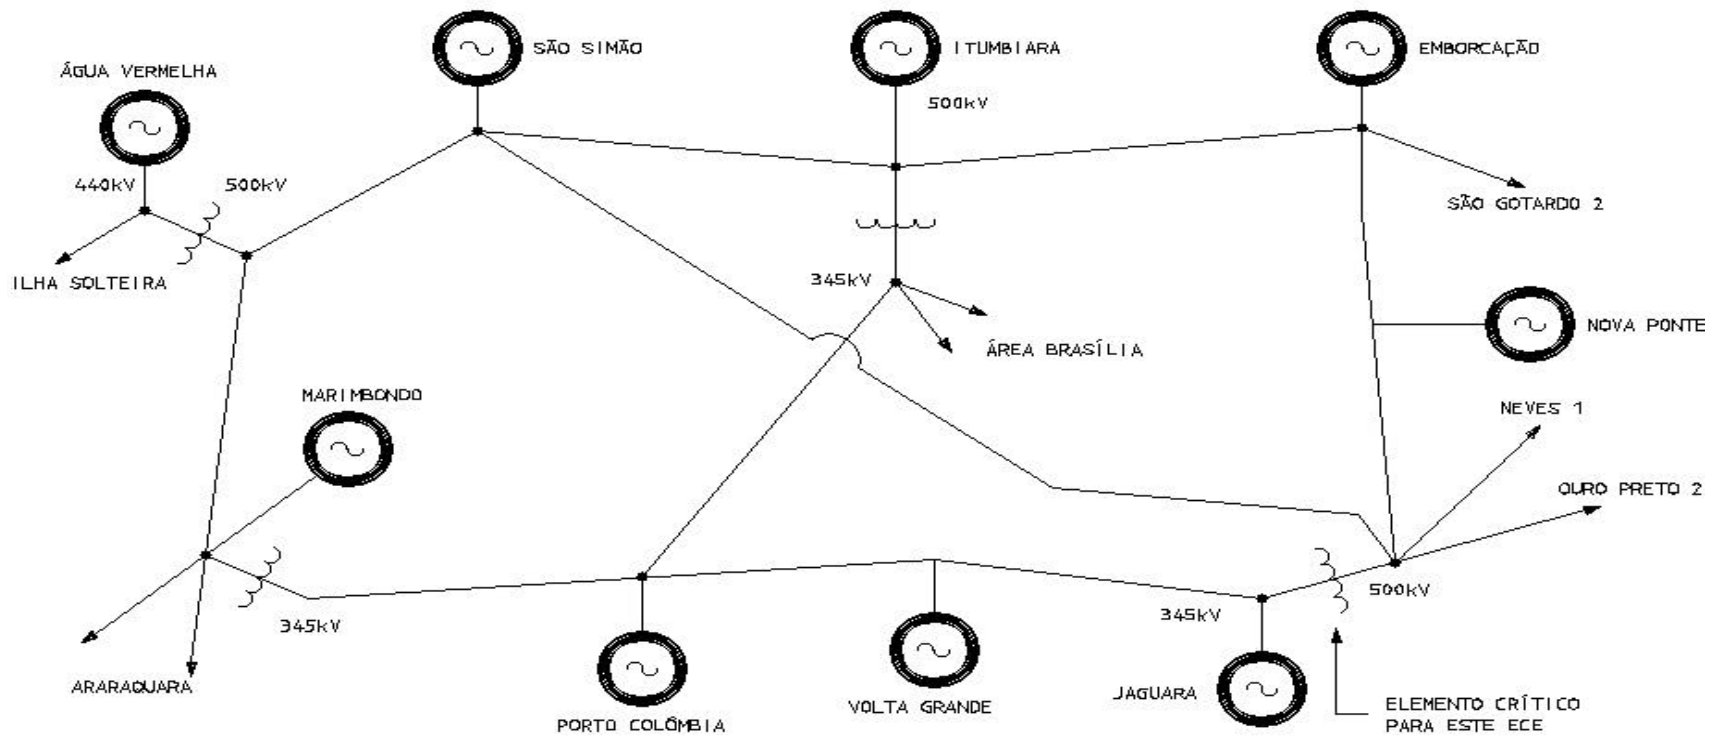 SÃO SIMÃO
ITUMBIARA
EMBORCAÇÃO
ÁGUA VERMELHA
500kV
440kV
500kV
SÃO GOTARDO 2
ILHA SOLTEIRA
345kV
ÁREA BRASÍLIA
NOVA PONTE
MARIMBONDO
NEVES 1
OURO PRETO 2
500kV
345kV
345kV
ARARAQUARA
PORTO COLÔMBIA
VOLTA GRANDE
JAGUARA
ELEMENTO CRÍTICO
PARA ESTE ECE